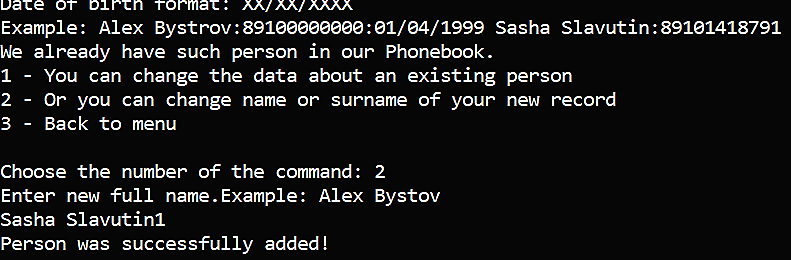 Date of birth format: XX/XX/XXXX
Example: Alex Bystrov:89100000000:01/04/1999 Sasha Slavutin:89101418791
We already have such person in our Phonebook.
1 - You can change the data about an existing person
2 - Or you can change name or surname of your new record
3 - Back to menu
Choose the number of the command: 2
Enter new full name.Example: Alex Bystov
Sasha Slavutin1
Person was successfully added!